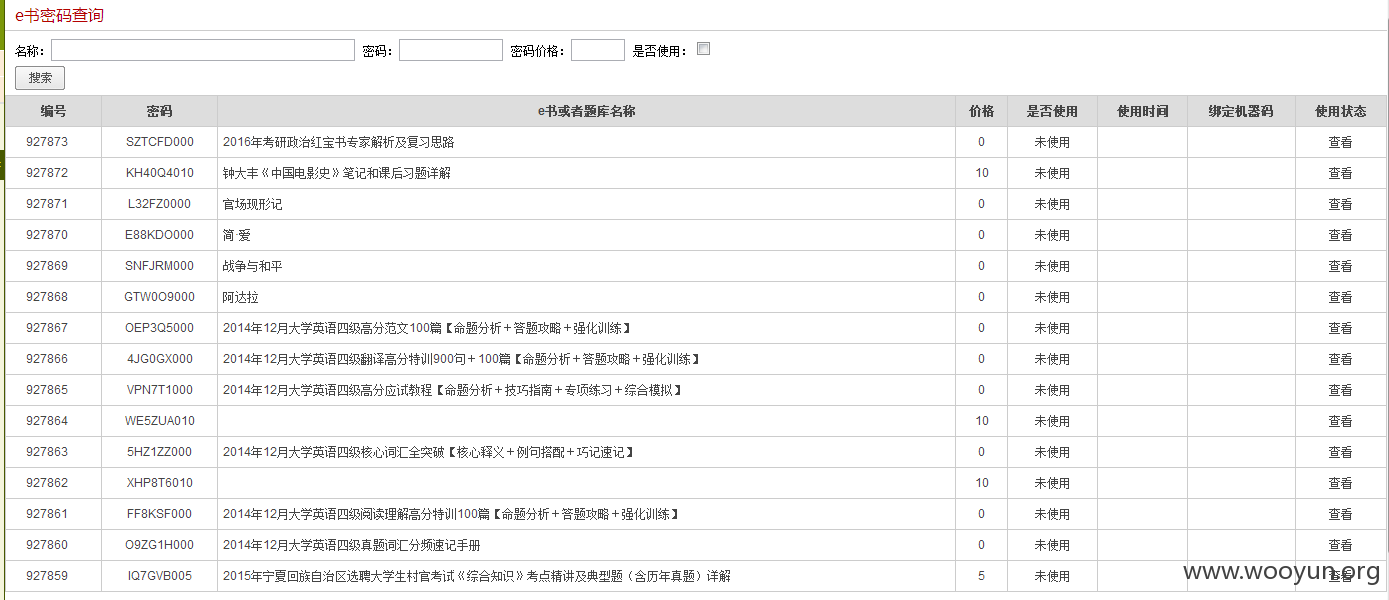 e书密码查询
名称： 密码： 密码价格： 是否使用：
搜索
编号 密码 e书或者题库名称 价格 是否使用 使用时间 绑定机器码 使用状态
927873 SZTCFD000 2016年考研政治红宝书专家解析及复习思路 0 未使用 查看
927872 KH40Q4010 钟大丰《中国电影史》笔记和课后习题详解 10 未使用 查看
927871 L32FZ0000 官场现形记 0 未使用 查看
927870 E88KDO000 简·爱 0 未使用 查看
927869 SNFJRM000 战争与和平 0 未使用 查看
927868 GTW0O9000 阿达拉 0 未使用 查看
927867 OEP3Q5000 2014年12月大学英语四级高分范文100篇【命题分析＋答题攻略＋强化训练】 0 未使用 查看
927866 4JG0GX000 2014年12月大学英语四级翻译高分特训900句＋100篇【命题分析＋答题攻略＋强化训练】 0 未使用 查看
927865 VPN7T1000 2014年12月大学英语四级高分应试教程【命题分析＋技巧指南＋专项练习＋综合模拟】 0 未使用 查看
927864 WE5ZUA010 10 未使用 查看
927863 5HZ1ZZ000 2014年12月大学英语四级核心词汇全突破【核心释义＋例句搭配＋巧记速记】 0 未使用 查看
927862 XHP8T6010 10 未使用 查看
927861 FF8KSF000 2014年12月大学英语四级阅读理解高分特训100篇【命题分析＋答题攻略＋强化训练】 0 未使用 查看
927860 O9ZG1H000 2014年12月大学英语四级真题词汇分频速记手册 0 未使用 查看
927859 IQ7GVB005 2015年宁夏回族自治区选聘大学生村官考试《综合知识》考点精讲及典型题（含历年真题）详解 5 未使用 查看
www.wooyun.org